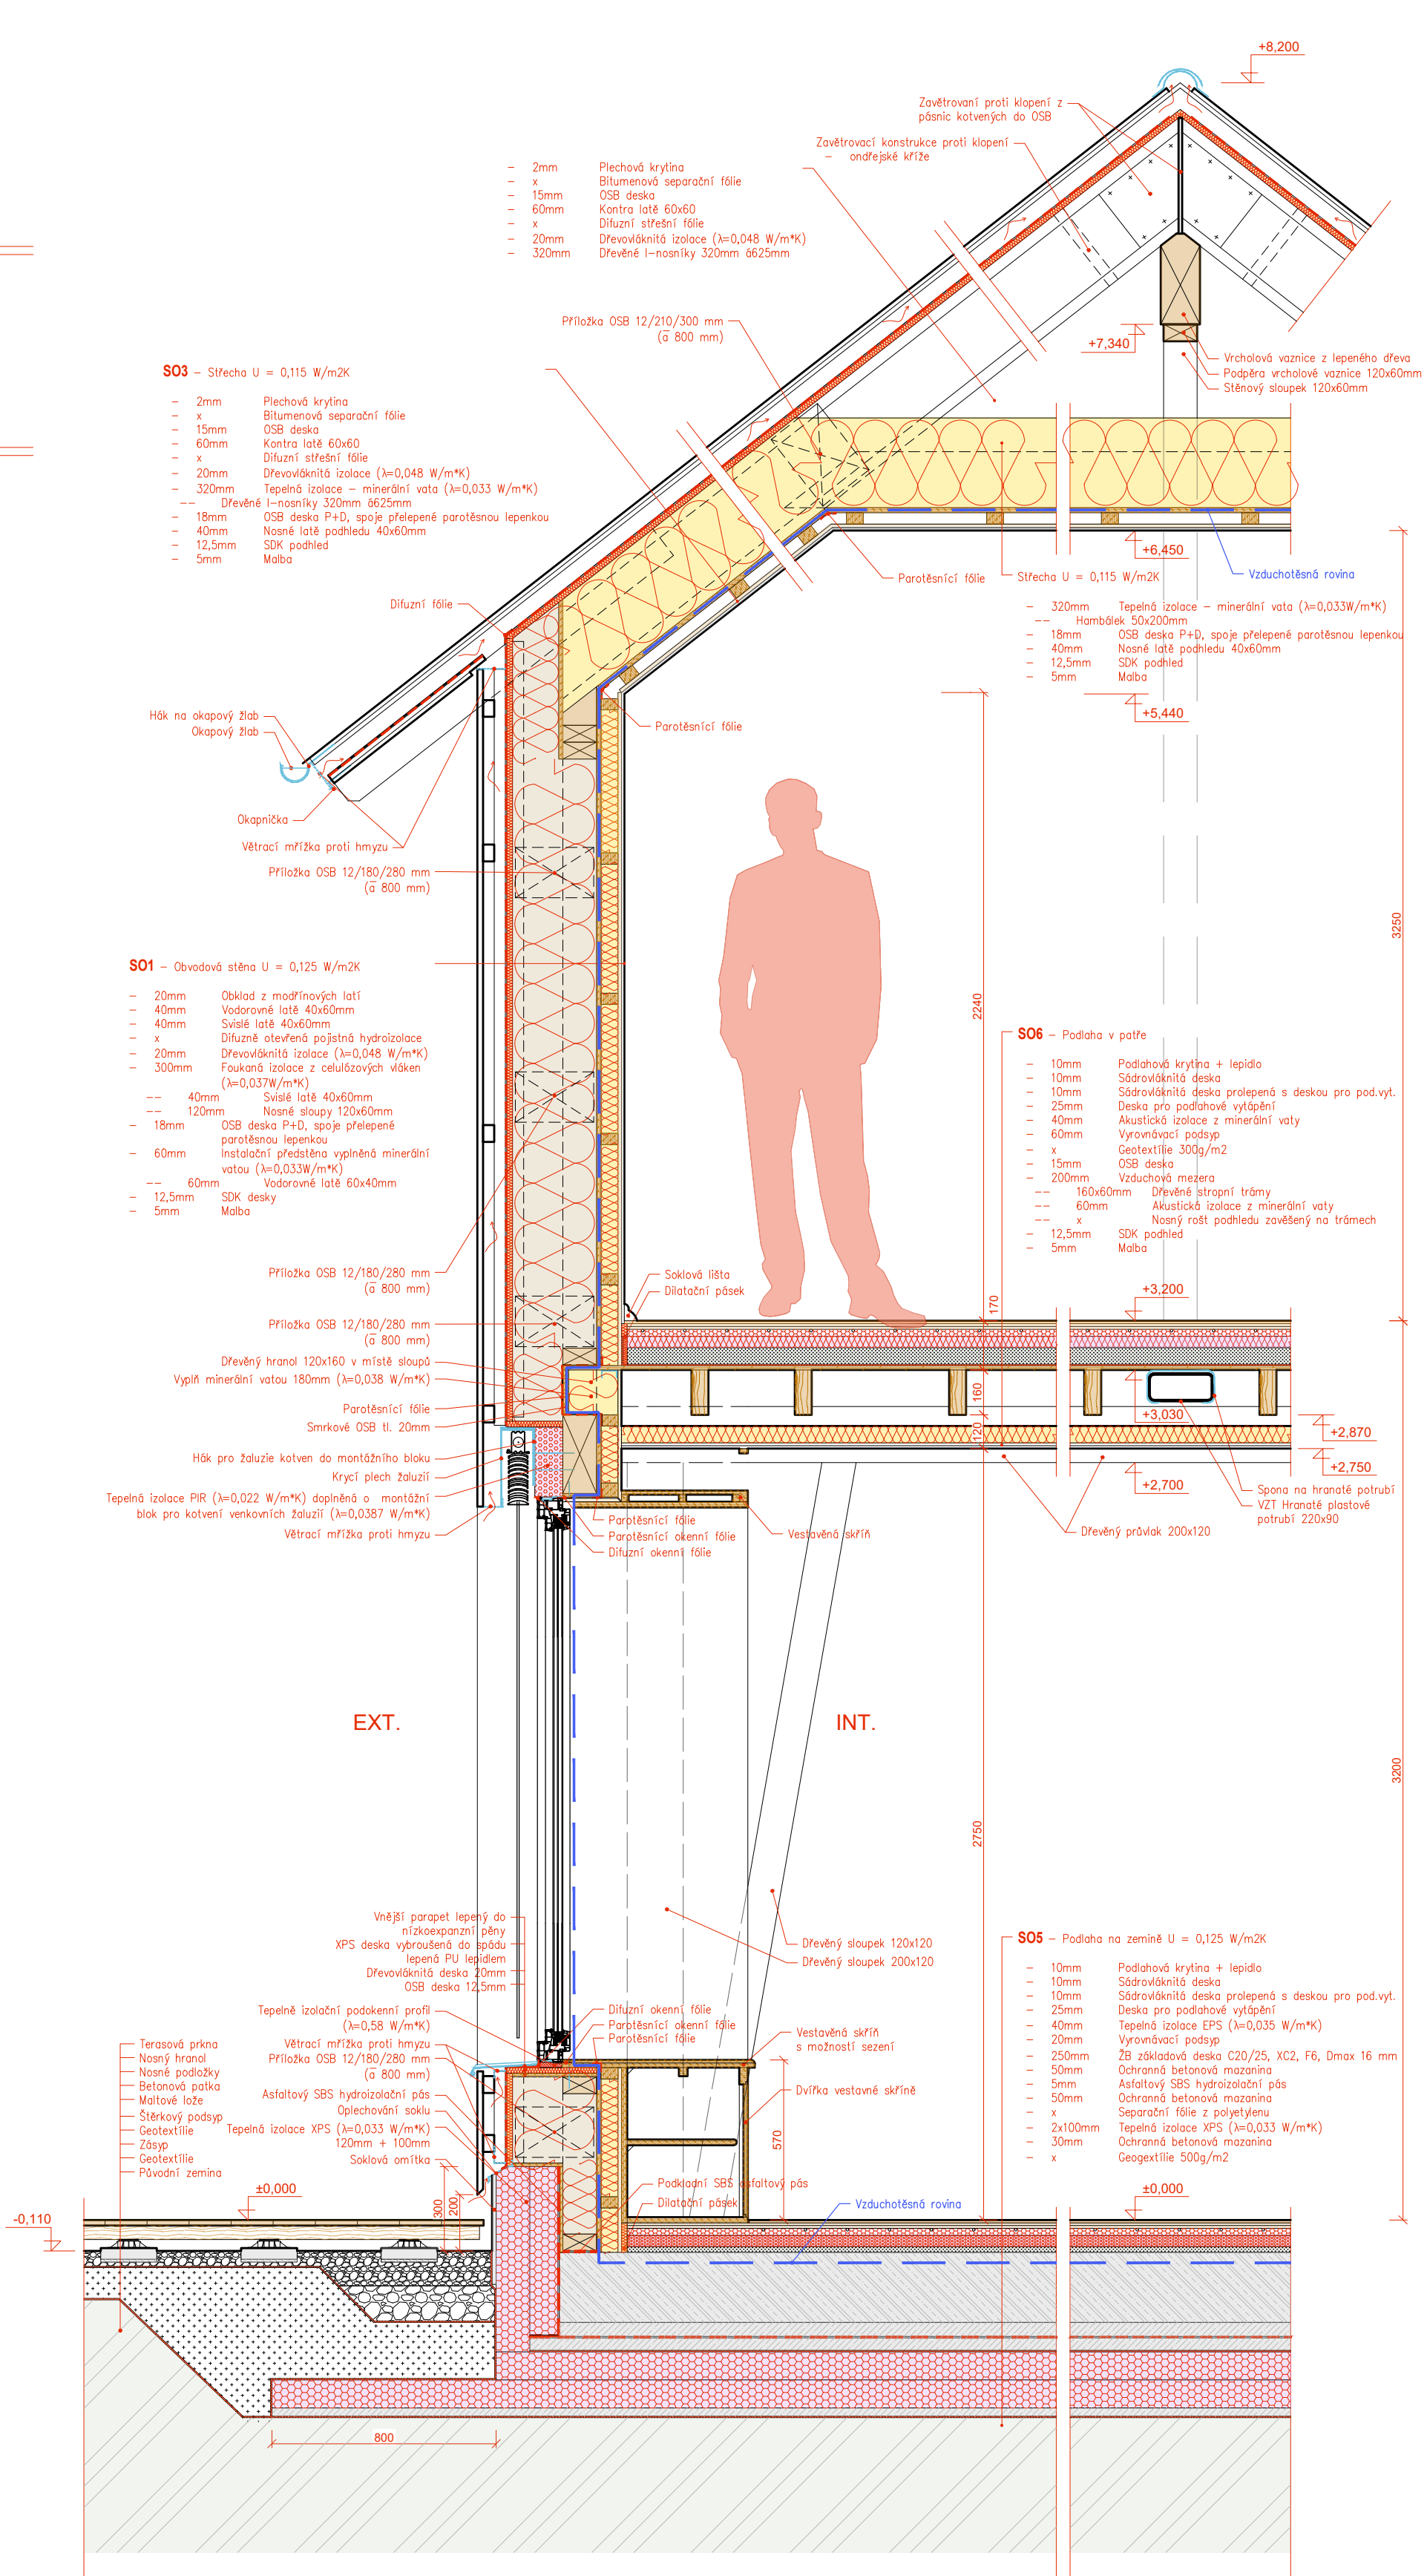 +8,200
Zavětrovaní proti klopení z
pásnic kotvených do OSB
Zavětrovací konstrukce proti klopení
– ondřejské kříže
– 2mm Plechová krytina
– x Bitumenová separační fólie
– 15mm OSB deska
– 60mm Kontra latě 60x60
– x Difuzní střešní fólie
– 20mm Dřevovláknitá izolace (λ=0,048 W/m*K)
– 320mm Dřevěné I–nosníky 320mm á625mm
Příložka OSB 12/210/300 mm
(ā 800 mm)
+7,340
Vrcholová vaznice z lepeného dřeva
Podpěra vrcholové vaznice 120x60mm
Stěnový sloupek 120x60mm
SO3 – Střecha U = 0,115 W/m2K
– 2mm Plechová krytina
– x Bitumenová separační fólie
– 15mm OSB deska
– 60mm Kontra latě 60x60
– x Difuzní střešní fólie
– 20mm Dřevovláknitá izolace (λ=0,048 W/m*K)
– 320mm Tepelná izolace – minerální vata (λ=0,033 W/m*K)
–– Dřevěné I–nosníky 320mm á625mm
– 18mm OSB deska P+D, spoje přelepené parotěsnou lepenkou
– 40mm Nosné latě podhledu 40x60mm
– 12,5mm SDK podhled
– 5mm Malba
+6,450
Parotěsnící fólie
Vzduchotěsná rovina
Střecha U = 0,115 W/m2K
– 320mm Tepelná izolace – minerální vata (λ=0,033W/m*K)
–– Hambálek 50x200mm
– 18mm OSB deska P+D, spoje přelepené parotěsnou lepenkou
– 40mm Nosné latě podhledu 40x60mm
– 12,5mm SDK podhled
– 5mm Malba
Difuzní fólie
+5,440
Parotěsnící fólie
Hák na okapový žlab
Okapový žlab
Okapnička
Větrací mřížka proti hmyzu
Příložka OSB 12/180/280 mm
(ā 800 mm)
3250
2240
SO1 – Obvodová stěna U = 0,125 W/m2K
– 20mm Obklad z modřínových latí
– 40mm Vodorovné latě 40x60mm
– 40mm Svislé latě 40x60mm
– x Difuzně otevřená pojistná hydroizolace
– 20mm Dřevovláknitá izolace (λ=0,048 W/m*K)
– 300mm Foukaná izolace z celulózových vláken
(λ=0,037W/m*K)
–– 40mm Svislé latě 40x60mm
–– 120mm Nosné sloupy 120x60mm
– 18mm OSB deska P+D, spoje přelepené
parotěsnou lepenkou
– 60mm Instalační předstěna vyplněná minerální
vatou (λ=0,033W/m*K)
–– 60mm Vodorovné latě 60x40mm
– 12,5mm SDK desky
– 5mm Malba
SO6 – Podlaha v patře
– 10mm Podlahová krytina + lepidlo
– 10mm Sádrovláknitá deska
– 10mm Sádrovláknitá deska prolepená s deskou pro pod.vyt.
– 25mm Deska pro podlahové vytápění
– 40mm Akustická izolace z minerální vaty
– 60mm Vyrovnávací podsyp
– x Geotextílie 300g/m2
– 15mm OSB deska
– 200mm Vzduchová mezera
–– 160x60mm Dřevěné stropní trámy
–– 60mm Akustická izolace z minerální vaty
–– x Nosný rošt podhledu zavěšený na trámech
– 12,5mm SDK podhled
– 5mm Malba
Příložka OSB 12/180/280 mm
(ā 800 mm)
Soklová lišta
Dilatační pásek
+3,200
170
Příložka OSB 12/180/280 mm
(ā 800 mm)
Dřevěný hranol 120x160 v místě sloupů
Vyplň minerální vatou 180mm (λ=0,038 W/m*K)
Parotěsnící fólie
Smrkové OSB tl. 20mm
160
120
+3,030
+2,870
+2,750
+2,700
Hák pro žaluzie kotven do montážního bloku
Krycí plech žaluzií
Tepelná izolace PIR (λ=0,022 W/m*K) doplněná o montážní
blok pro kotvení venkovních žaluzií (λ=0,0387 W/m*K)
Větrací mřížka proti hmyzu
Parotěsnící fólie
Parotěsnící okenní fólie
Difuzní okenní fólie
Vestavěná skříň
Dřevěný průvlak 200x120
Spona na hranaté potrubí
VZT Hranaté plastové
potrubí 220x90
EXT.
INT.
3200
2750
Vnější parapet lepený do
nízkoexpanzní pěny
XPS deska vybroušená do spádu
lepená PU lepidlem
Dřevovláknitá deska 20mm
OSB deska 12,5mm
Dřevěný sloupek 120x120
Dřevěný sloupek 200x120
SO5 – Podlaha na zemině U = 0,125 W/m2K
– 10mm Podlahová krytina + lepidlo
– 10mm Sádrovláknitá deska
– 10mm Sádrovláknitá deska prolepená s deskou pro pod.vyt.
– 25mm Deska pro podlahové vytápění
– 40mm Tepelná izolace EPS (λ=0,035 W/m*K)
– 20mm Vyrovnávací podsyp
– 250mm ŽB základová deska C20/25, XC2, F6, Dmax 16 mm
– 50mm Ochranná betonová mazanina
– 5mm Asfaltový SBS hydroizolační pás
– 50mm Ochranná betonová mazanina
– x Separační fólie z polyetylenu
– 2x100mm Tepelná izolace XPS (λ=0,033 W/m*K)
– 30mm Ochranná betonová mazanina
– x Geogextílie 500g/m2
Tepelně izolační podokenní profil
(λ=0,58 W/m*K)
Větrací mřížka proti hmyzu
Příložka OSB 12/180/280 mm
(ā 800 mm)
Asfaltový SBS hydroizolační pás
Oplechování soklu
Tepelná izolace XPS (λ=0,033 W/m*K)
120mm + 100mm
Soklová omítka
Difuzní okenní fólie
Parotěsnící okenní fólie
Parotěsnící fólie
Vestavěná skříň
s možností sezení
Dvířka vestavné skříně
570
Terasová prkna
Nosný hranol
Nosné podložky
Betonová patka
Maltové lože
Štěrkový podsyp
Geotextílie
Zásyp
Geotextílie
Původní zemina
Podkladní SBS asfaltový pás
Dilatační pásek
Vzduchotěsná rovina
±0,000
±0,000
-0,110
300
200
800